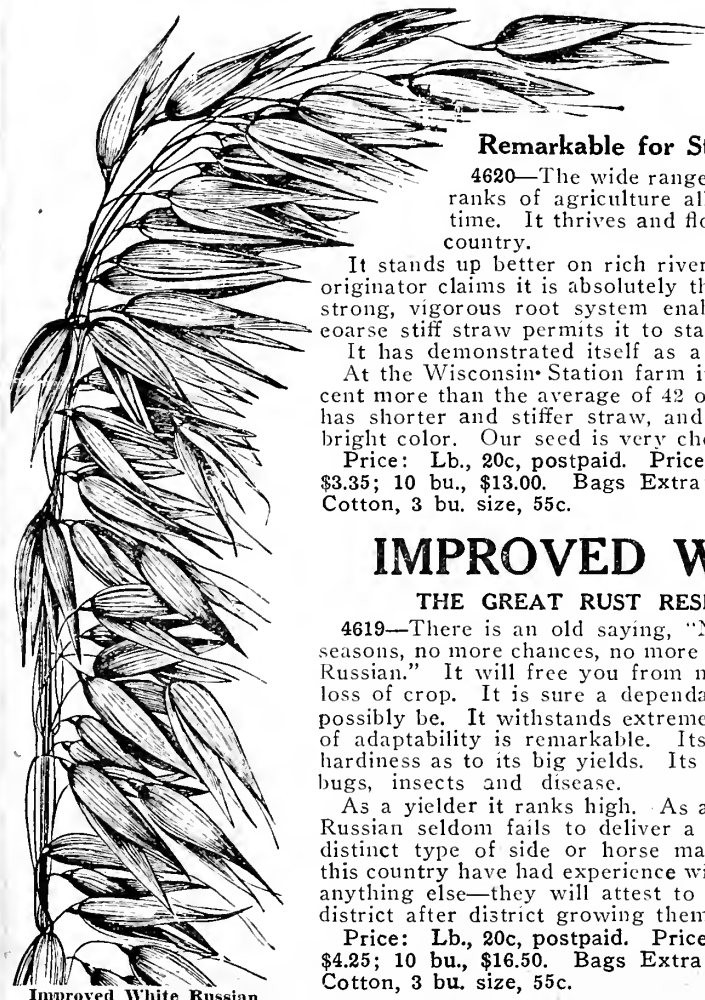 Remarkable for St
4620—The wide range
ranks of agriculture al
time. It thrives and flo
country.
It stands up better on rich river
originator claims it is absolutely th
strong, vigorous root system enal
eoarse stiff straw permits it to sta
It has demonstrated itself as a
At the Wisconsin• Station farm i
cent more than the average of 42 o
has shorter and stiffer straw, and
bright color. Our seed is very che
Price: Lb., 20c, postpaid. Price
$3.35; 10 bu., $13.00. Bags Extra
Cotton, 3 bu. size, 55c.
IMPROVED W
THE GREAT RUST RESI
4619—There is an old saying, "N
seasons, no more chances, no more
Russian." It will free you from m
loss of crop. It is sure a dependa
possibly be. It withstands extreme
of adaptability is remarkable. Its
hardiness as to its big yields. Its
bugs, insects and disease.
As a yielder it ranks high. As a
Russian seldom fails to deliver a
distinct type of side or horse ma
this country have had experience wi
anything else—they will attest to
district after district growing them
Price: Lb., 20c, postpaid. Price
$4.25; 10 bu., $16.50. Bags Extra
Cotton, 3 bu. size, 55c.
Improved White Russian